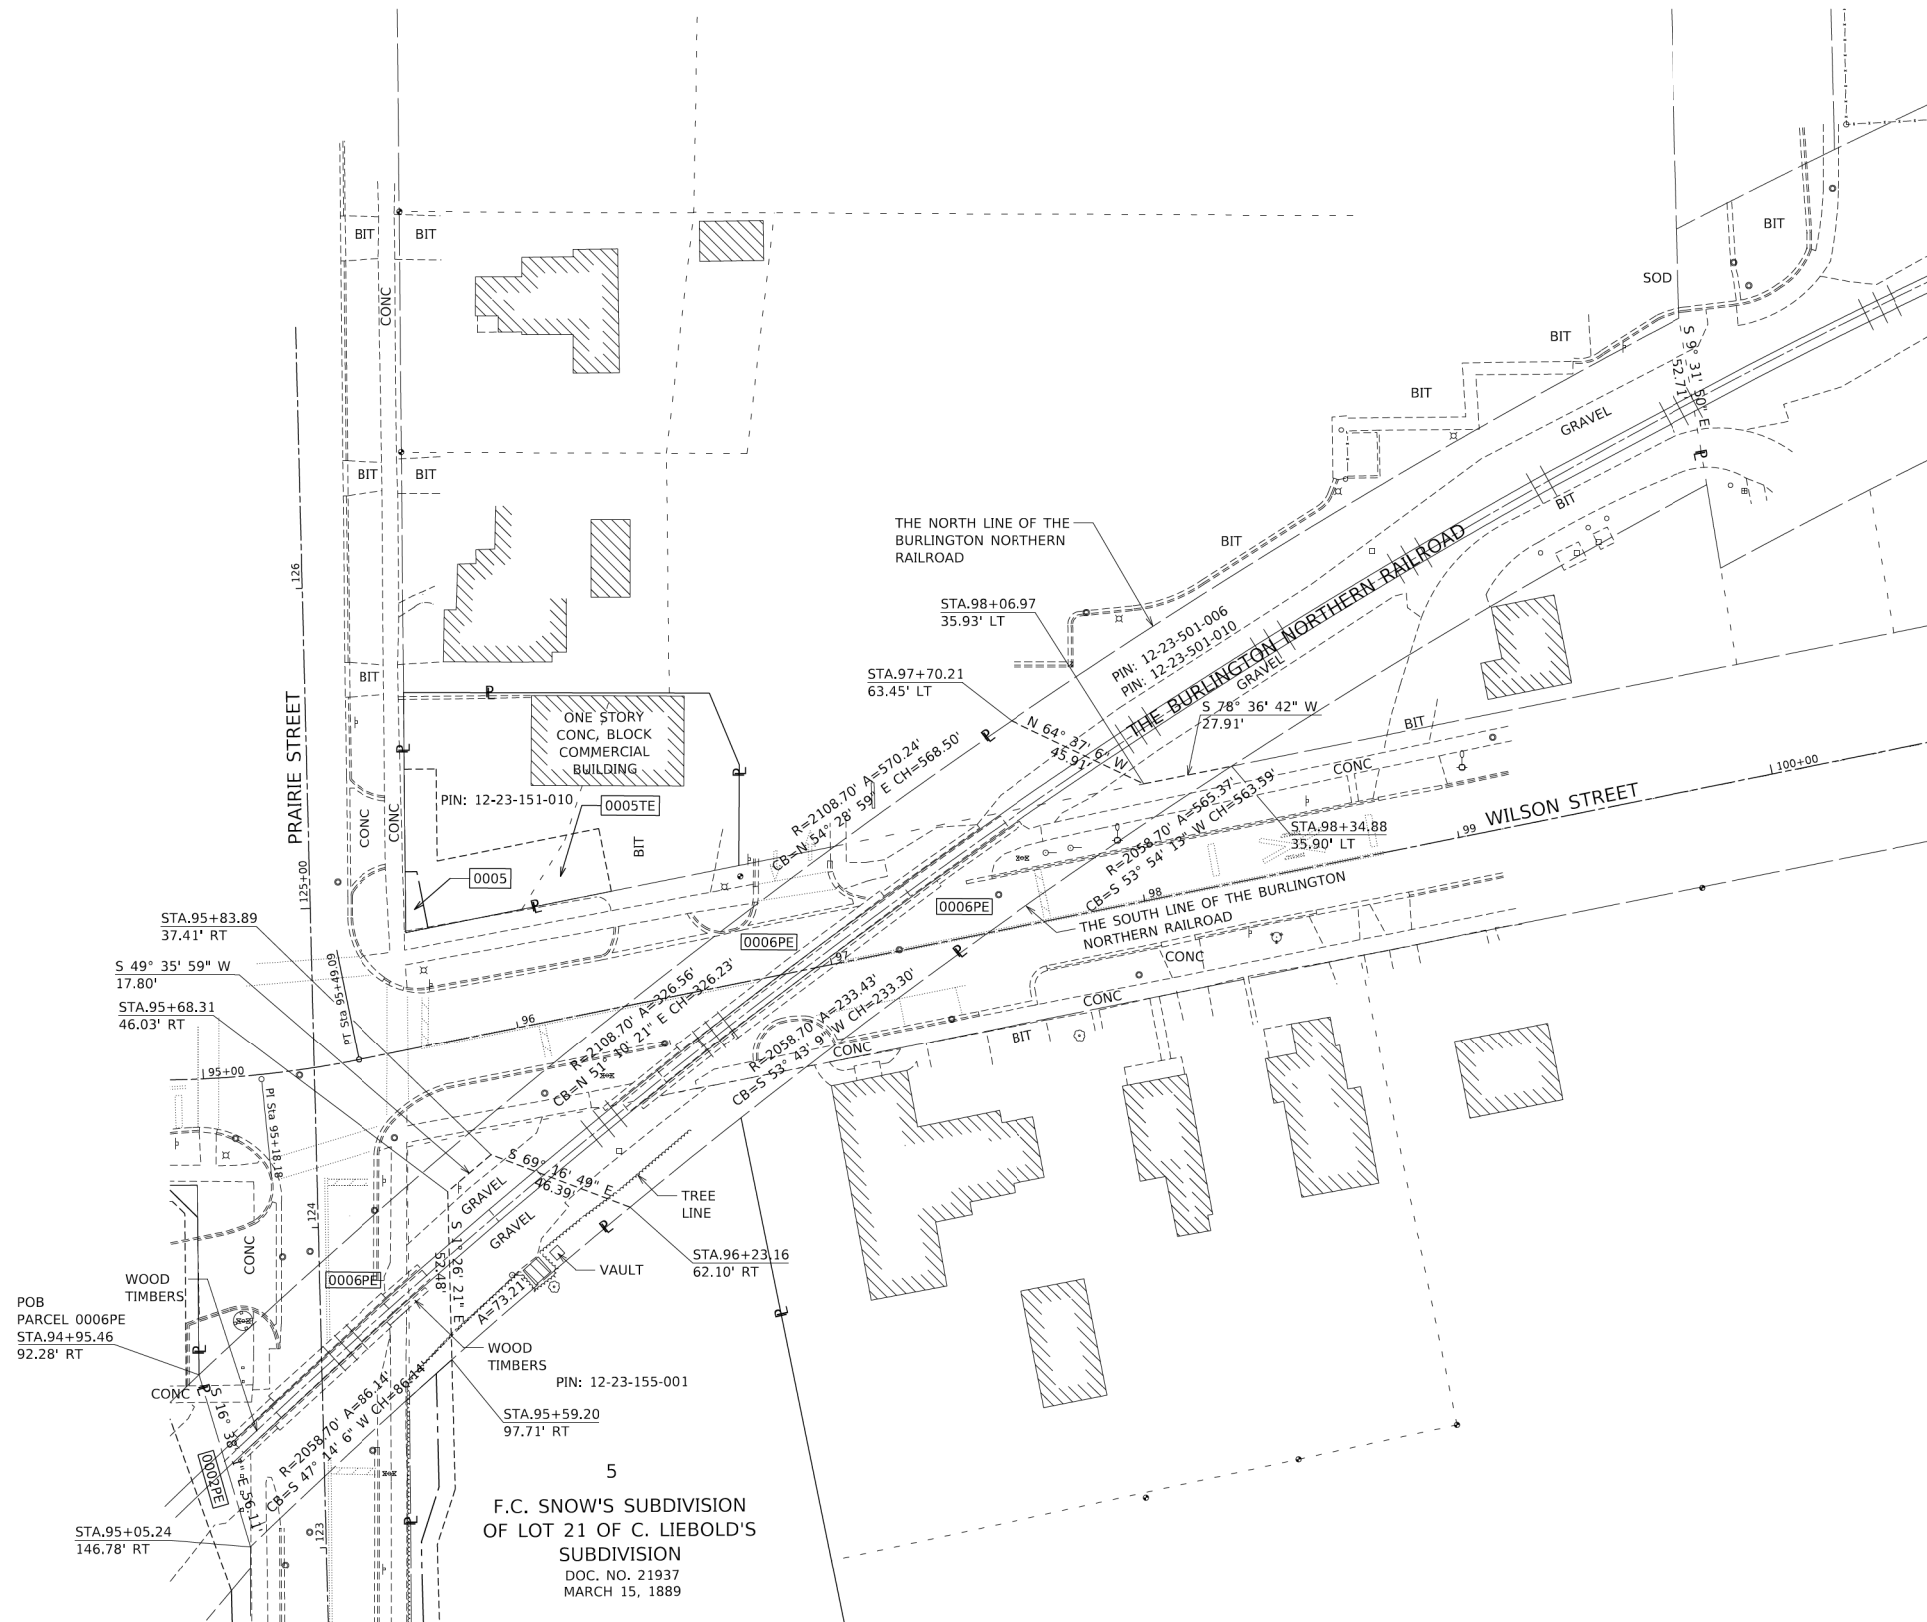 BIT
BIT
CONC
BIT
SOD
BIT
BIT
S 9° 31' 50" E
52.71'
GRAVEL
BIT
BIT
BIT
BIT
126
THE NORTH LINE OF THE
BURLINGTON NORTHERN
RAILROAD
BIT
THE BURLINGTON NORTHERN RAILROAD
STA.98+06.97
35.93' LT
PIN: 12-23-501-006
PIN: 12-23-501-010
GRAVEL
STA.97+70.21
63.45' LT
S 78° 36' 42" W
27.91'
BIT
N 64° 37' 6" W
45.91'
PRAIRIE STREET
ONE STORY
CONC. BLOCK
COMMERCIAL
BUILDING
PIN: 12-23-151-010
0005TE
BIT
CONC
CONC
R=2108.70' A=570.24'
CB=N 54° 28' 59" E CH=568.50'
CONC
100+00
WILSON STREET
99
R=2058.70' A=565.37'
CB=S 53° 54' 13" W CH=563.59'
STA.98+34.88
35.90' LT
98
125+00
0005
0006PE
0006PE
THE SOUTH LINE OF THE BURLINGTON
NORTHERN RAILROAD
STA.95+83.89
37.41' RT
97
S 49° 35' 59" W
17.80'
PT Sta 95+49.09
STA.95+68.31
46.03' RT
96
R=2108.70' A=326.56'
CB=N 51° 10' 21" E CH=326.23'
R=2058.70' A=233.43'
CB=S 53° 43' 9" W CH=233.30'
CONC
CONC
BIT
CONC
95+00
PI Sta 95+18.18
S 69° 16' 49" E
46.39'
TREE
LINE
GRAVEL
GRAVEL
S 1° 26' 21" E
52.48'
124
CONC
VAULT
STA.96+23.16
62.10' RT
0006PE
A=73.21'
WOOD
TIMBERS
POB
PARCEL 0006PE
STA.94+95.46
92.28' RT
WOOD
TIMBERS
PIN: 12-23-155-001
CONC
STA.95+59.20
97.71' RT
R=2058.70' A=86.14'
CB=S 47° 14' 6" W CH=86.14'
E 56.11'
0002PE
123
STA.95+05.24
146.78' RT
5
F.C. SNOW'S SUBDIVISION
OF LOT 21 OF C. LIEBOLD'S
SUBDIVISION
DOC. NO. 21937
MARCH 15, 1889